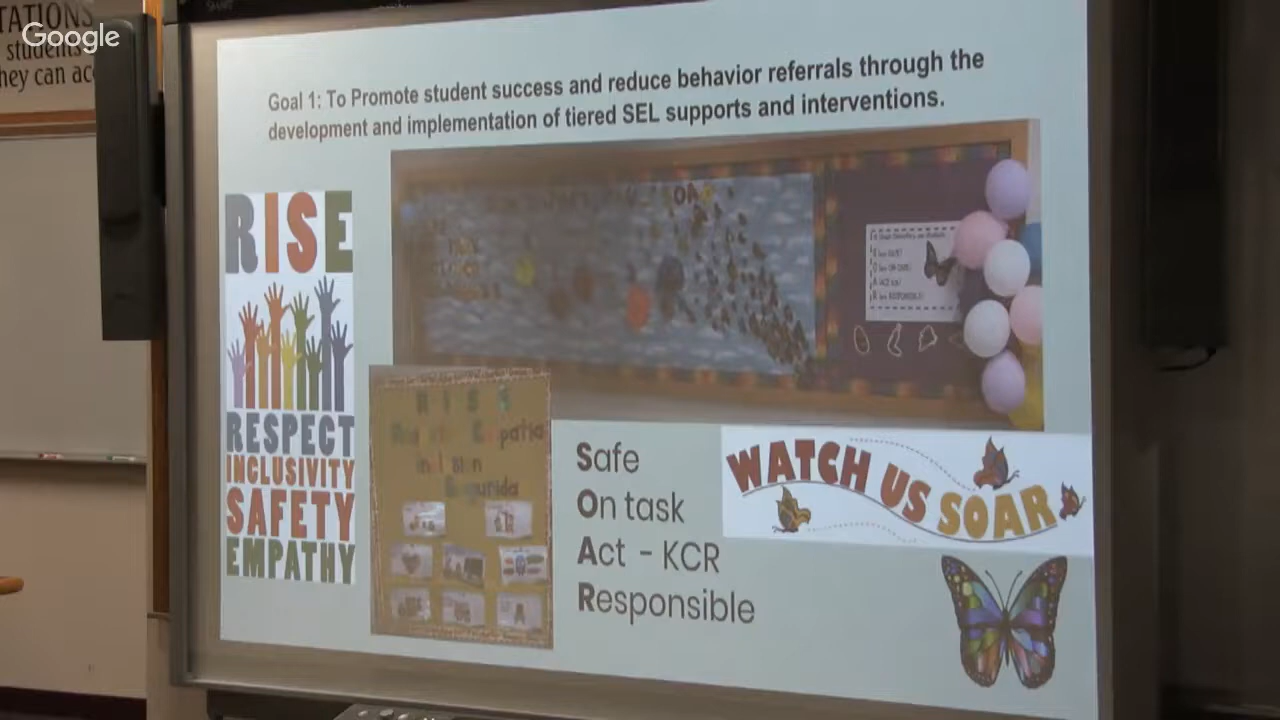 TATIONS
students
hey can acc
Google
Goal 1: To Promote student success and reduce behavior referrals through the
development and implementation of tiered SEL supports and interventions.
RISE
RESPECT
INCLUSIVITY
SAFETY
EMPATHY
Safe
On task
Act - KCR
Responsible
WATCH US SOAR